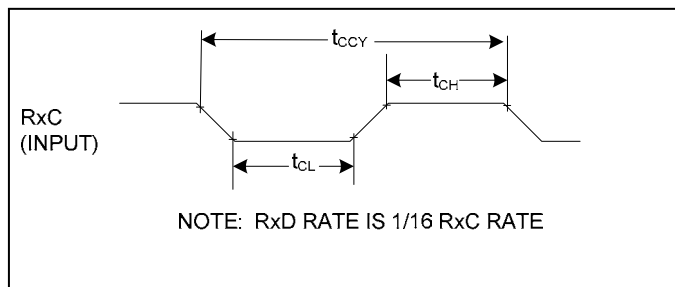 tCCY
tCH
RxC
(INPUT)
tCL
NOTE: RxD RATE IS 1/16 RxC RATE